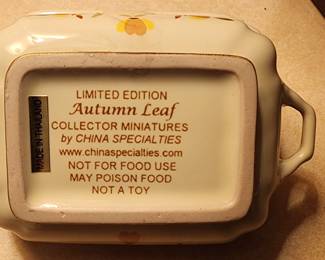 LIMITED EDITION
Autumn Leaf
COLLECTOR MINIATURES
by CHINA SPECIALTIES
www.chinaspecialties.com
NOT FOR FOOD USE
MAY POISON FOOD
NOT A TOY
MADE IN THAILAND